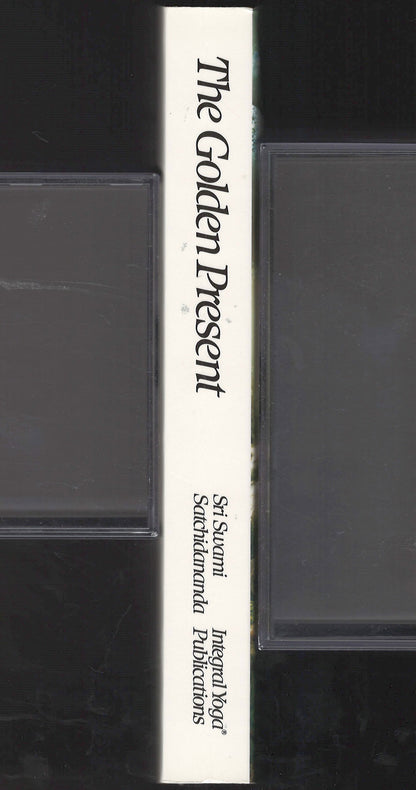 The Golden Present
Sri Swami
Satchidananda
Integral Yoga®
Publications